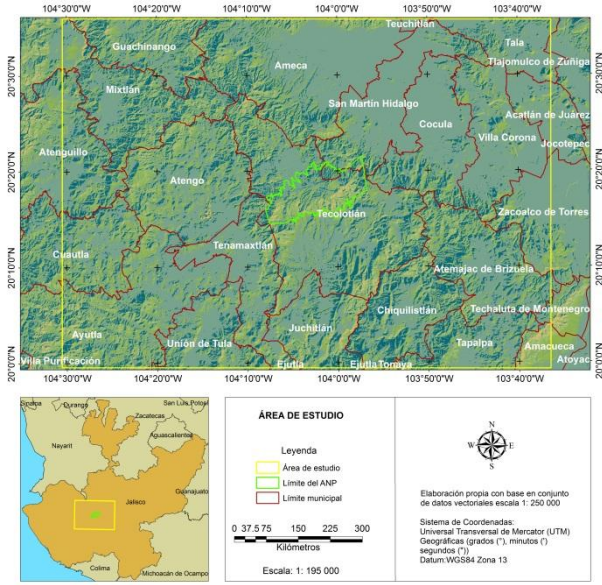 104°30'0"W 104°20'0"W 104°10'0"W 104°0'0"W 103°50'0"W 103°40'0"W
Teuchitlán
Guachinango
Tala
Ameca
Tlajomulco de Zúñiga
20°30'0"N
20°30'0"N
Mixtlán
San Martín Hidalgo
Acatlán de Juárez
Cocula
Villa Corona
Atenguillo
Jocotepec
20°20'0"N
20°20'0"N
Atengo
Tecolotlán
Zacoalco de Torres
Tenamaxtlán
Cuautla
20°10'0"N
20°10'0"N
Atemajac de Brizuela
Chiquilistlán
Techaluta de Montenegro
Juchitlán
Ayutla
Unión de Tula
Tapalpa
Amacueca
Villa Purificación
Ejutla
Ejutla
Tonaya
Atoyac
20°0'0"N
20°0'0"N
104°30'0"W 104°20'0"W 104°10'0"W 104°0'0"W 103°50'0"W 103°40'0"W
Sinaloa
Durango
San Luis Potosí
Zacatecas
Aguascalientes
Nayarit
Guanajuato
Jalisco
Colima
Michoacán de Ocampo
ÁREA DE ESTUDIO
Leyenda
Área de estudio
Límite del ANP
Límite municipal
0 37.5 75 150 225 300
Kilómetros
Escala: 1: 195 000
N
W E
S
Elaboración propia con base en conjunto
de datos vectoriales escala 1: 250 000
Sistema de Coordenadas:
Universal Transversal de Mercator (UTM)
Geográficas (grados (°), minutos (')
segundos ("))
Datum:WGS84 Zona 13